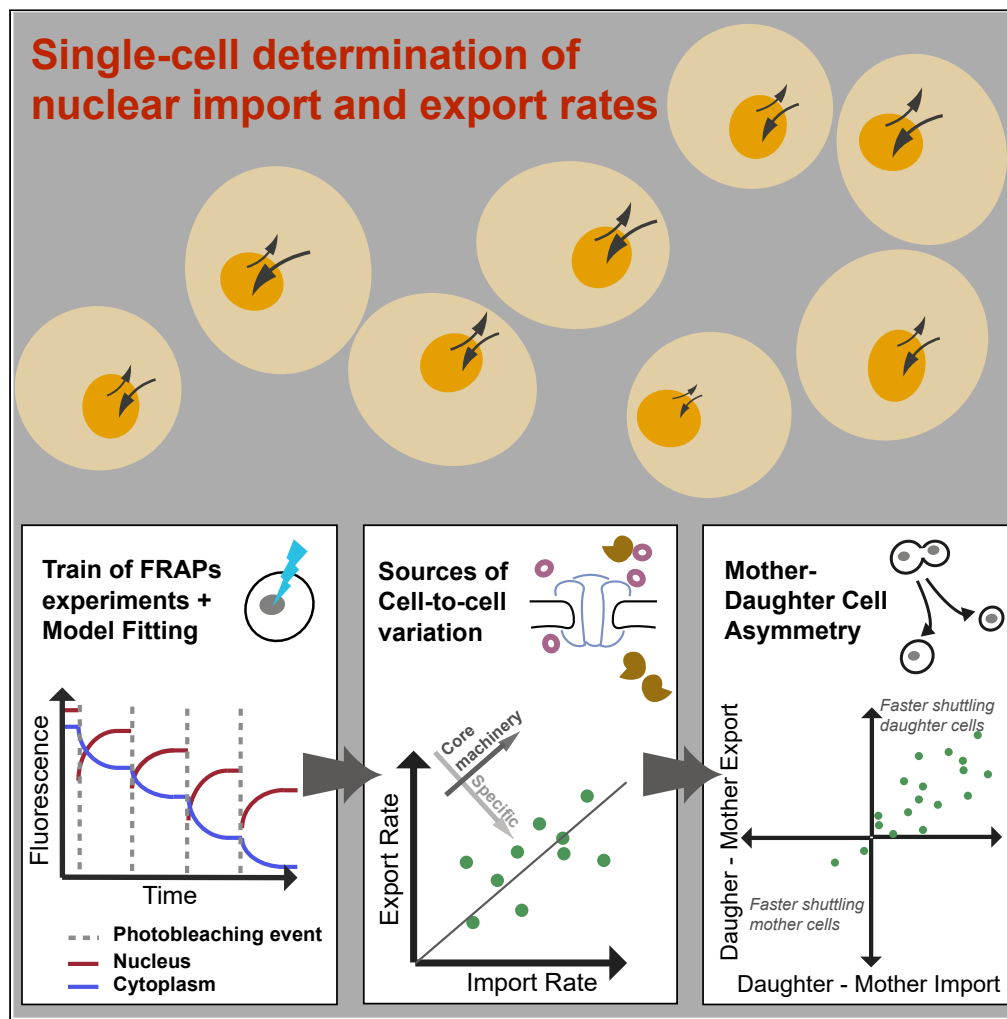 Single-cell determination of
nuclear import and export rates
Train of FRAPs
experiments +
Model Fitting
Fluorescence
Time
Photobleaching event
Nucleus
Cytoplasm
Sources of
Cell-to-cell
variation
Core
machinery
Specific
Export Rate
Import Rate
Mother-
Daughter Cell
Asymmetry
Faster shuttling
daughter cells
Daugher - Mother Export
Faster shuttling
mother cells
Daughter - Mother Import